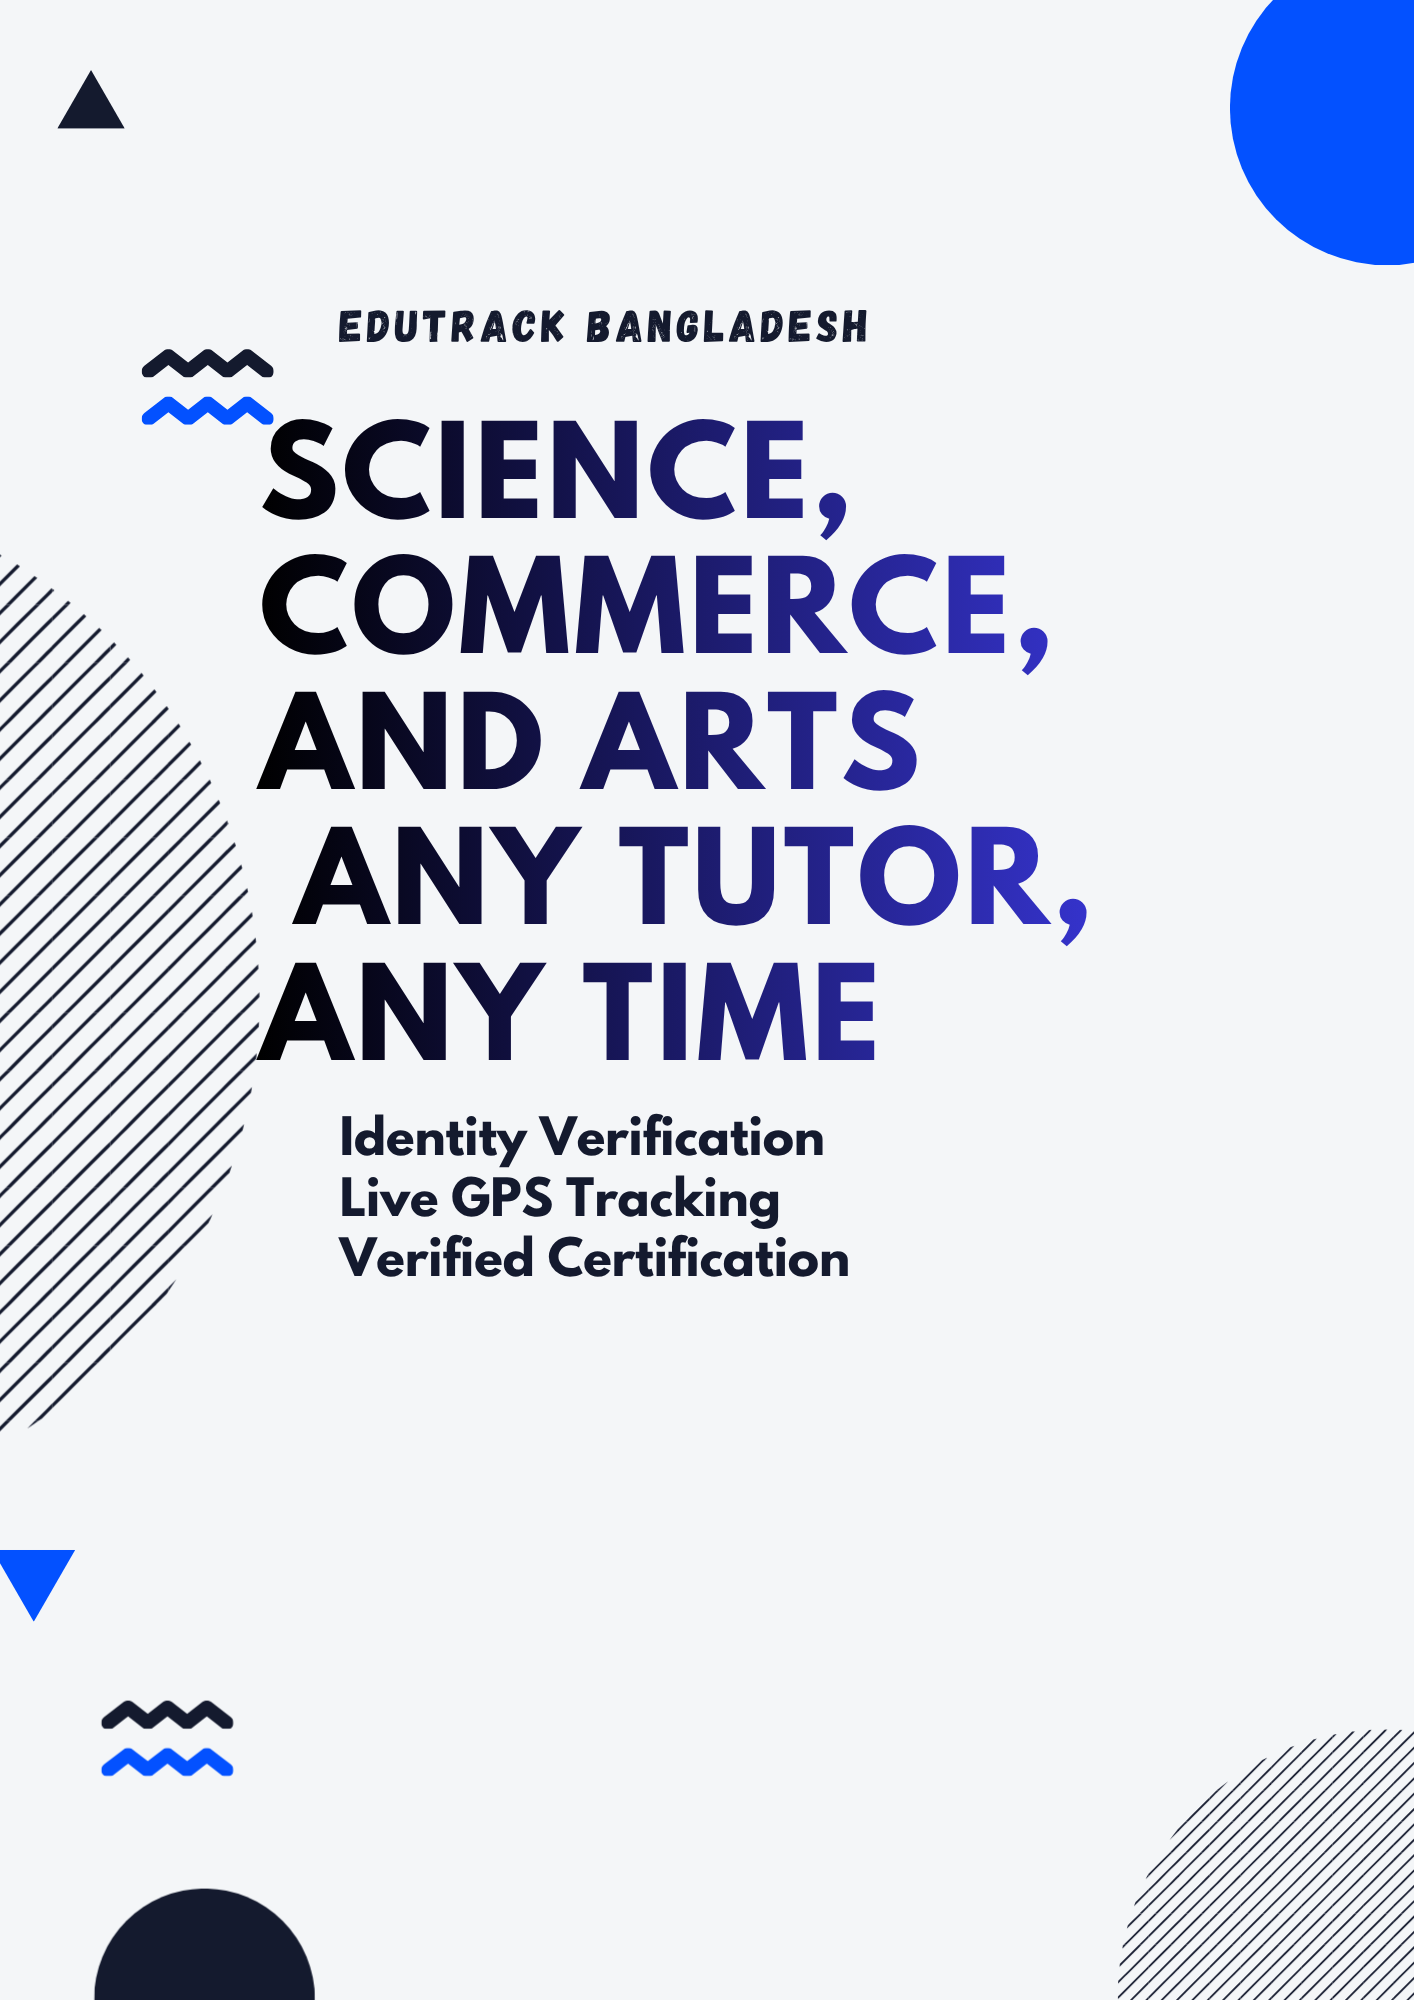 EDUTRACK BANGLADESH
SCIENCE,
COMMERCE,
AND ARTS
ANY TUTOR,
ANY TIME
Identity Verification
Live GPS Tracking
Verified Certification